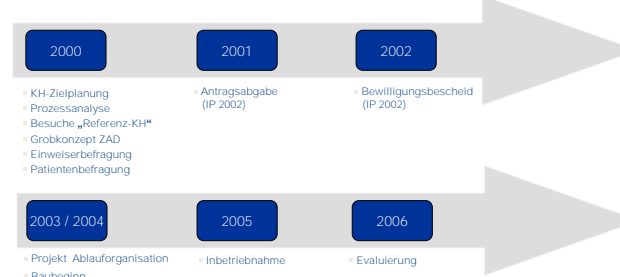 2000
2001
2002
KH-Zielplanung
Prozessanalyse
Besuche „Referenz-KH“
Grobkonzept ZAD
Einweiserbefragung
Patientenbefragung
Antragsabgabe
(IP 2002)
Bewilligungsbescheid
(IP 2002)
2003 / 2004
2005
2006
Projekt Ablauforganisation
Baubeginn
Inbetriebnahme
Evaluierung